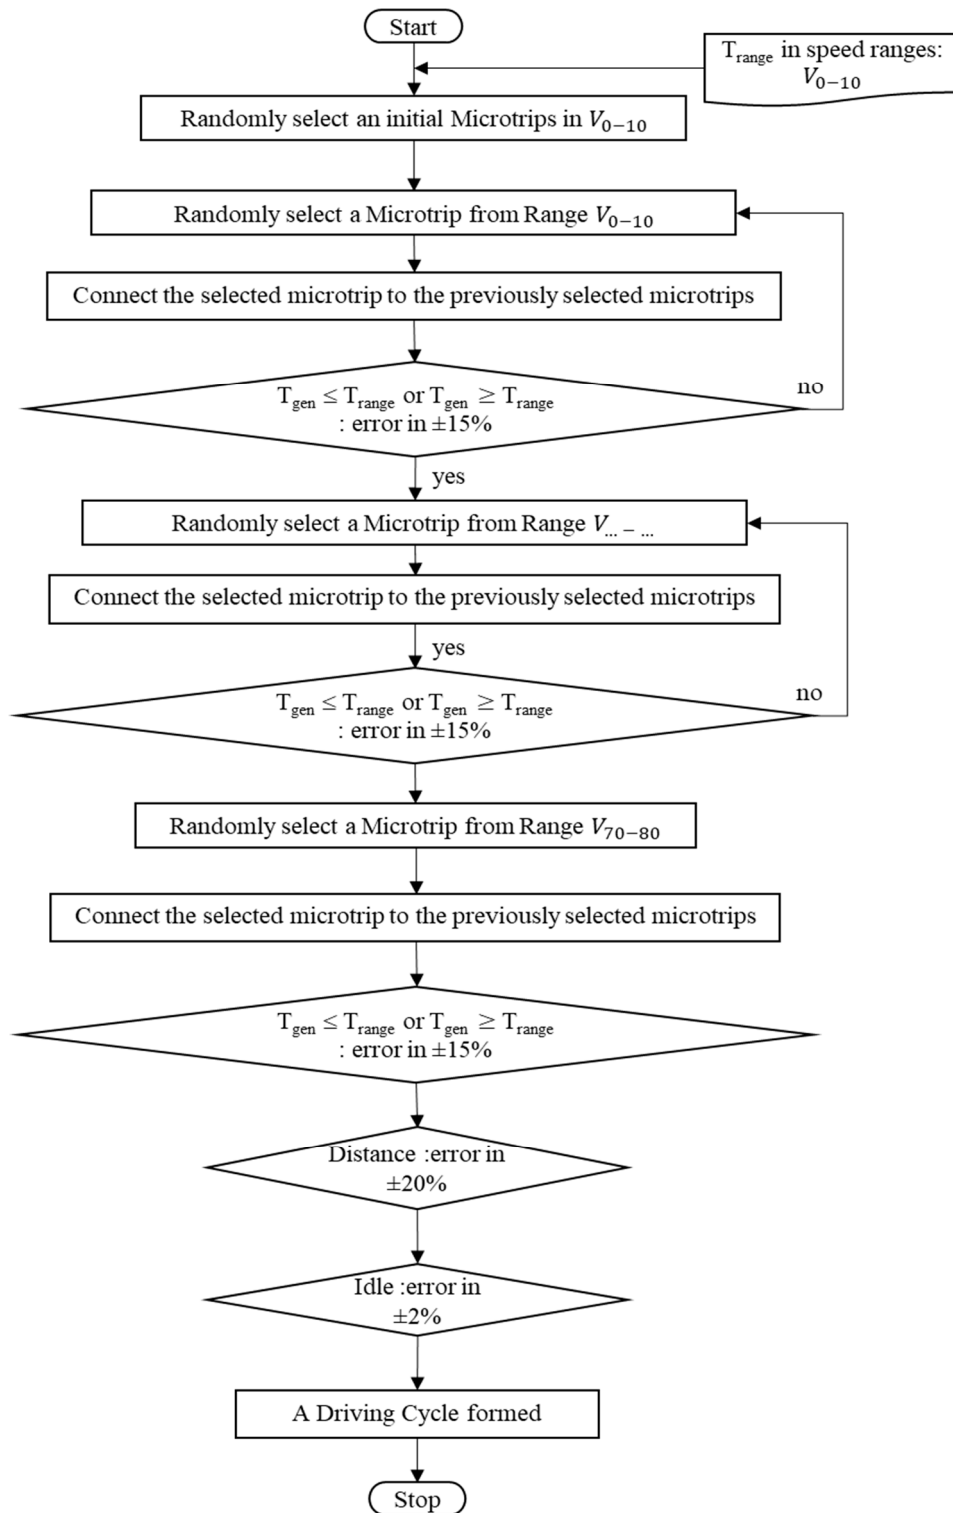 Start
T_range in speed ranges:
V_0−10
Randomly select an initial Microtrips in V_0−10
Randomly select a Microtrip from Range V_0−10
Connect the selected microtrip to the previously selected microtrips
T_gen ≤ T_range or T_gen ≥ T_range
: error in ±15%
no
yes
Randomly select a Microtrip from Range V_... − ...
Connect the selected microtrip to the previously selected microtrips
yes
T_gen ≤ T_range or T_gen ≥ T_range
: error in ±15%
no
Randomly select a Microtrip from Range V_70−80
Connect the selected microtrip to the previously selected microtrips
T_gen ≤ T_range or T_gen ≥ T_range
: error in ±15%
Distance :error in
±20%
Idle :error in
±2%
A Driving Cycle formed
Stop